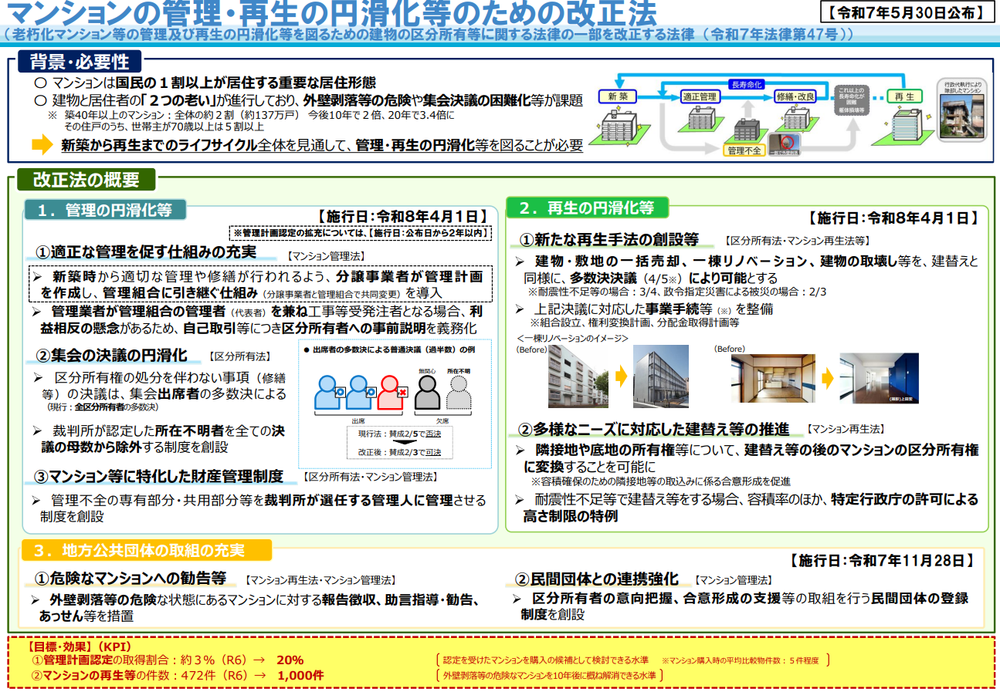 マンションの管理・再生の円滑化等のための改正法
【令和7年5月30日公布】
（老朽化マンション等の管理及び再生の円滑化等を図るための建物の区分所有等に関する法律の一部を改正する法律（令和7年法律第47号））
背景・必要性
○ マンションは国民の１割以上が居住する重要な居住形態
○ 建物と居住者の「２つの老い」が進行しており、外壁剥落等の危険や集会決議の困難化等が課題
※ 築40年以上のマンション：全体の約２割（約137万戸） 今後10年で２倍、20年で3.4倍に
その住戸のうち、世帯主が70歳以上は５割以上
新築から再生までのライフサイクル全体を見通して、管理・再生の円滑化等を図ることが必要
長寿命化
新 築
適正管理
修繕・改良
これ以上の
長寿命化が
困難
躯体損壊等
再 生
管理不全
行政代執行により
除却したマンション
改正法の概要
１．管理の円滑化等
【施行日：令和8年4月1日】
※管理計画認定の拡充については、【施行日：公布日から2年以内】
①適正な管理を促す仕組みの充実 【マンション管理法】
➢ 新築時から適切な管理や修繕が行われるよう、分譲事業者が管理計画
を作成し、管理組合に引き継ぐ仕組み（分譲事業者と管理組合で共同変更）を導入
➢ 管理業者が管理組合の管理者（代表者）を兼ね工事等受発注者となる場合、利
益相反の懸念があるため、自己取引等につき区分所有者への事前説明を義務化
②集会の決議の円滑化 【区分所有法】
➢ 区分所有権の処分を伴わない事項（修繕
等）の決議は、集会出席者の多数決による
（現行：全区分所有者の多数決）
➢ 裁判所が認定した所在不明者を全ての決
議の母数から除外する制度を創設
● 出席者の多数決による普通決議（過半数）の例
無関心
所在不明
出席
欠席
現行法：賛成2/5で否決
改正後：賛成2/3で可決
③マンション等に特化した財産管理制度 【区分所有法・マンション管理法】
➢ 管理不全の専有部分・共用部分等を裁判所が選任する管理人に管理させる
制度を創設
２．再生の円滑化等
【施行日：令和8年4月1日】
①新たな再生手法の創設等 【区分所有法・マンション再生法等】
➢ 建物・敷地の一括売却、一棟リノベーション、建物の取壊し等を、建替えと
同様に、多数決決議（4/5※）により可能とする
※耐震性不足等の場合：3/4、政令指定災害による被災の場合：2/3
➢ 上記決議に対応した事業手続等（※）を整備
※組合設立、権利変換計画、分配金取得計画等
＜一棟リノベーションのイメージ＞
（Before）
（Before）
(撮影)上田宏
②多様なニーズに対応した建替え等の推進 【マンション再生法】
➢ 隣接地や底地の所有権等について、建替え等の後のマンションの区分所有権
に変換することを可能に
※容積確保のための隣接地等の取込みに係る合意形成を促進
➢ 耐震性不足等で建替え等をする場合、容積率のほか、特定行政庁の許可による
高さ制限の特例
３．地方公共団体の取組の充実
【施行日：令和7年11月28日】
①危険なマンションへの勧告等 【マンション再生法・マンション管理法】
➢ 外壁剥落等の危険な状態にあるマンションに対する報告徴収、助言指導・勧告、
あっせん等を措置
②民間団体との連携強化 【マンション管理法】
➢ 区分所有者の意向把握、合意形成の支援等の取組を行う民間団体の登録
制度を創設
【目標・効果】（KPI）
①管理計画認定の取得割合：約３％（R6）→ 20%
〔 認定を受けたマンションを購入の候補として検討できる水準 ※マンション購入時の平均比較物件数：５件程度 〕
②マンションの再生等の件数：472件（R6）→ 1,000件
〔 外壁剥落等の危険なマンションを10年後に概ね解消できる水準 〕